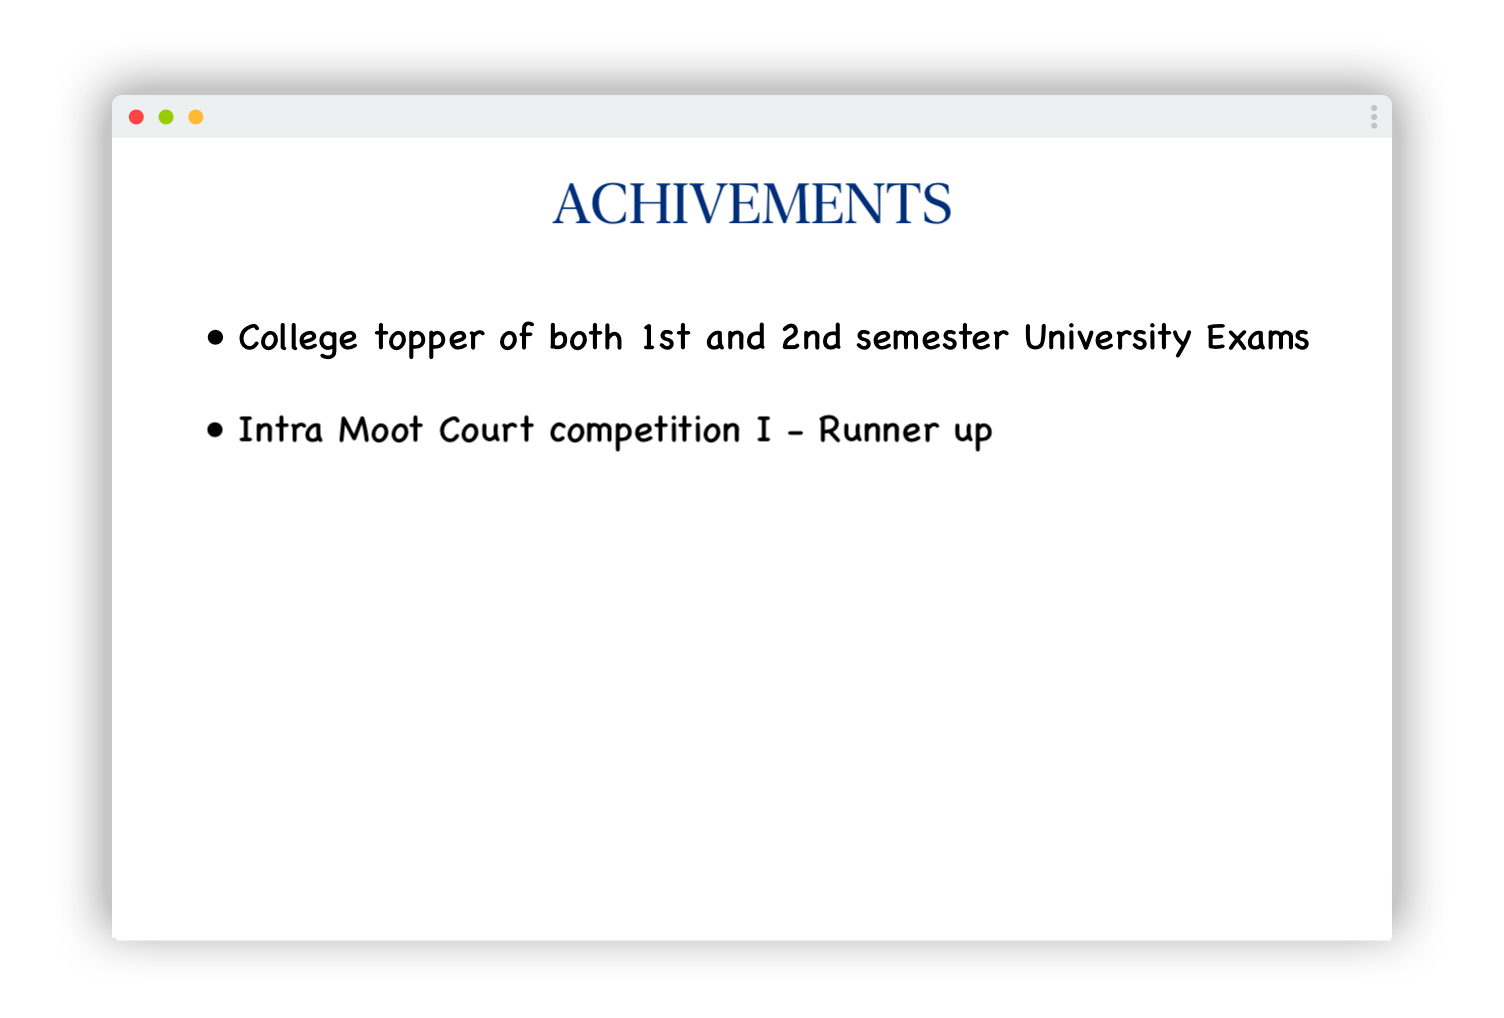 ACHIVEMENTS
• College topper of both 1st and 2nd semester University Exams
• Intra Moot Court competition I - Runner up